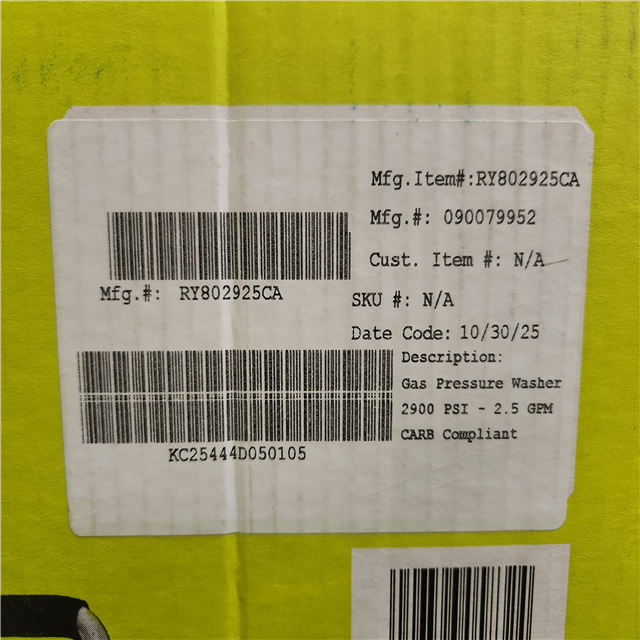 Mfg.Item#:RY802925CA
Mfg.#: 090079952
Cust. Item #: N/A
Mfg.#: RY802925CA
SKU #: N/A
Date Code: 10/30/25
Description:
Gas Pressure Washer
2900 PSI - 2.5 GPM
CARB Compliant
KC25444D050105